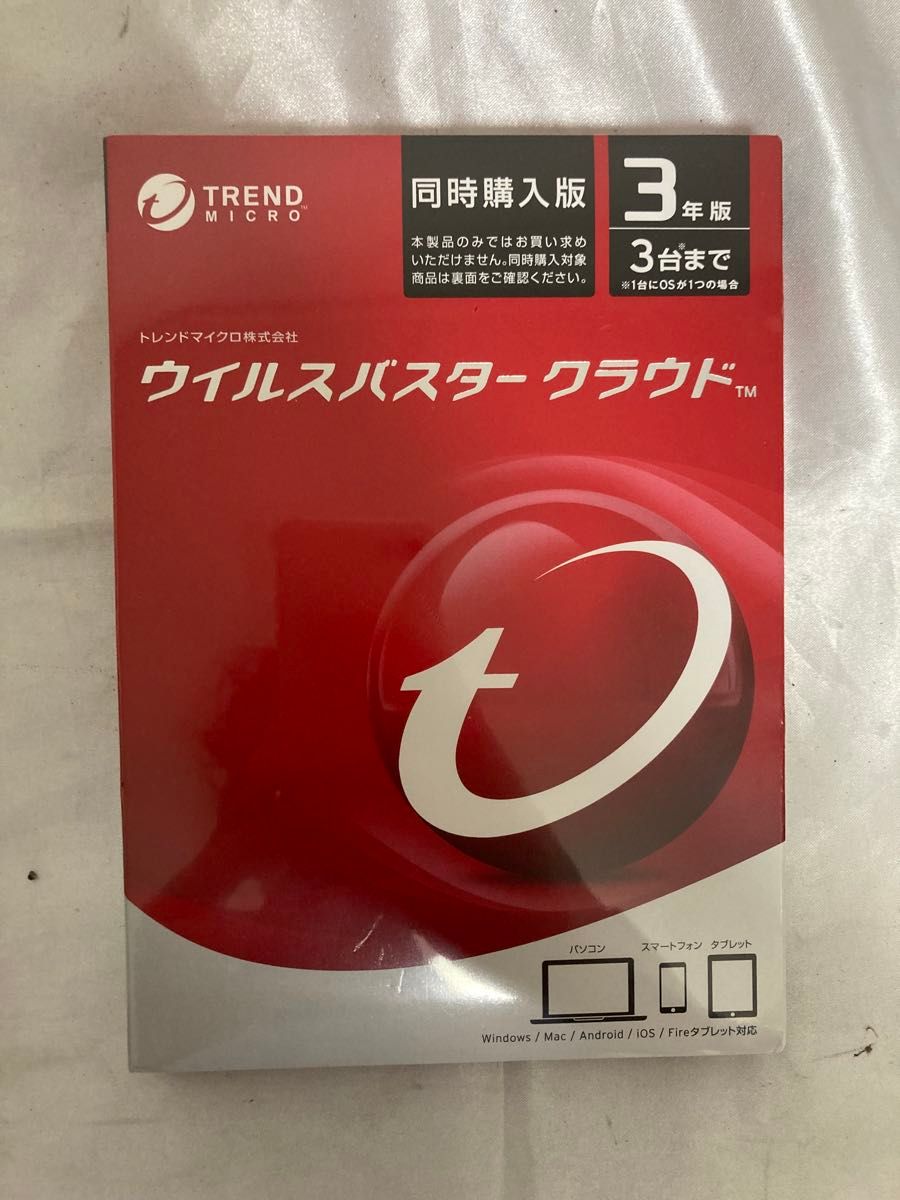 TREND
MICRO™
同時購入版
本製品のみではお買い求め
いただけません。同時購入対象
商品は裏面をご確認ください。
3年版
3台※まで
※1台にOSが1つの場合
トレンドマイクロ株式会社
ウイルスバスター クラウド™
パソコン
スマートフォン
タブレット
Windows / Mac / Android / iOS / Fireタブレット対応